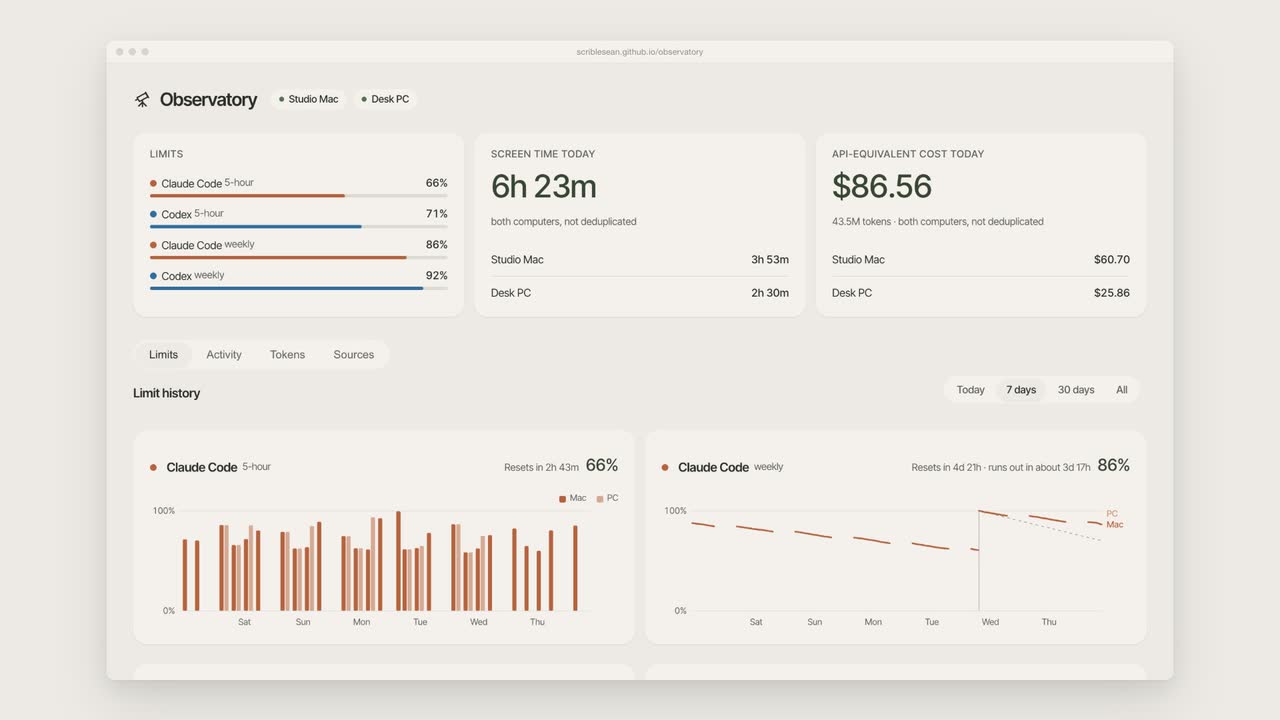 scriblesean.github.io/observatory
Observatory
Studio Mac
Desk PC
LIMITS
Claude Code 5-hour 66%
Codex 5-hour 71%
Claude Code weekly 86%
Codex weekly 92%
SCREEN TIME TODAY
6h 23m
both computers, not deduplicated
Studio Mac 3h 53m
Desk PC 2h 30m
API-EQUIVALENT COST TODAY
$86.56
43.5M tokens · both computers, not deduplicated
Studio Mac $60.70
Desk PC $25.86
Limits Activity Tokens Sources
Limit history
Today 7 days 30 days All
Claude Code 5-hour Resets in 2h 43m 66%
Mac PC
100%
0%
Sat Sun Mon Tue Wed Thu
Claude Code weekly Resets in 4d 21h · runs out in about 3d 17h 86%
100%
PC
Mac
0%
Sat Sun Mon Tue Wed Thu